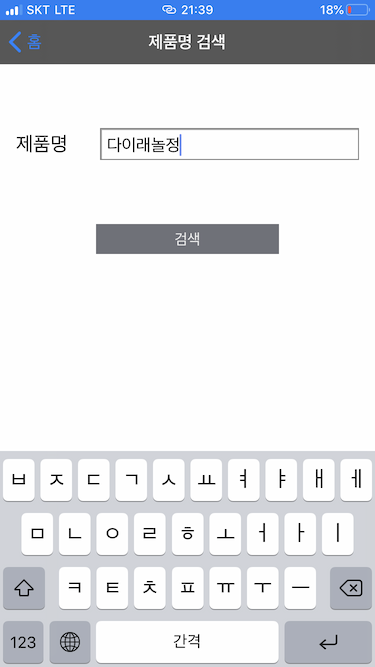 SKT LTE 21:39 18%
홈 제품명 검색
제품명 다이래놀정
검색
ㅂ ㅈ ㄷ ㄱ ㅅ ㅛ ㅕ ㅑ ㅐ ㅔ
ㅁ ㄴ ㅇ ㄹ ㅎ ㅗ ㅓ ㅏ ㅣ
ㅋ ㅌ ㅊ ㅍ ㅠ ㅜ ㅡ
123 간격